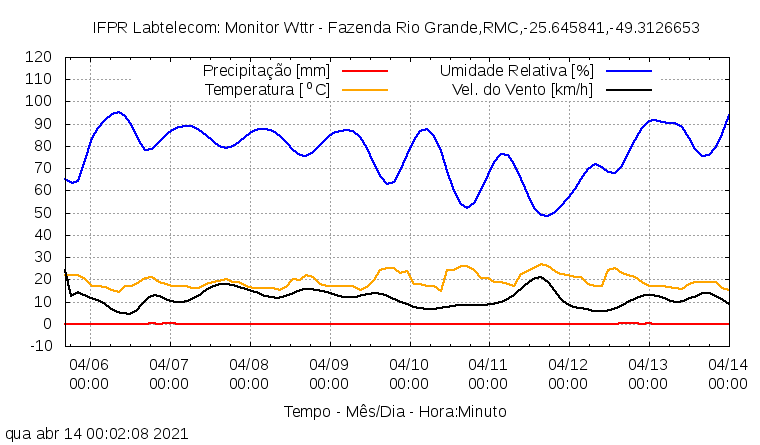 IFPR Labtelecom: Monitor Wttr - Fazenda Rio Grande,RMC,-25.645841,-49.3126653
120
110
100
90
80
70
60
50
40
30
20
10
0
-10
Precipitação [mm] Umidade Relativa [%]
Temperatura [⁰C] Vel. do Vento [km/h]
04/06 04/07 04/08 04/09 04/10 04/11 04/12 04/13 04/14
00:00 00:00 00:00 00:00 00:00 00:00 00:00 00:00 00:00
Tempo - Mês/Dia - Hora:Minuto
qua abr 14 00:02:08 2021